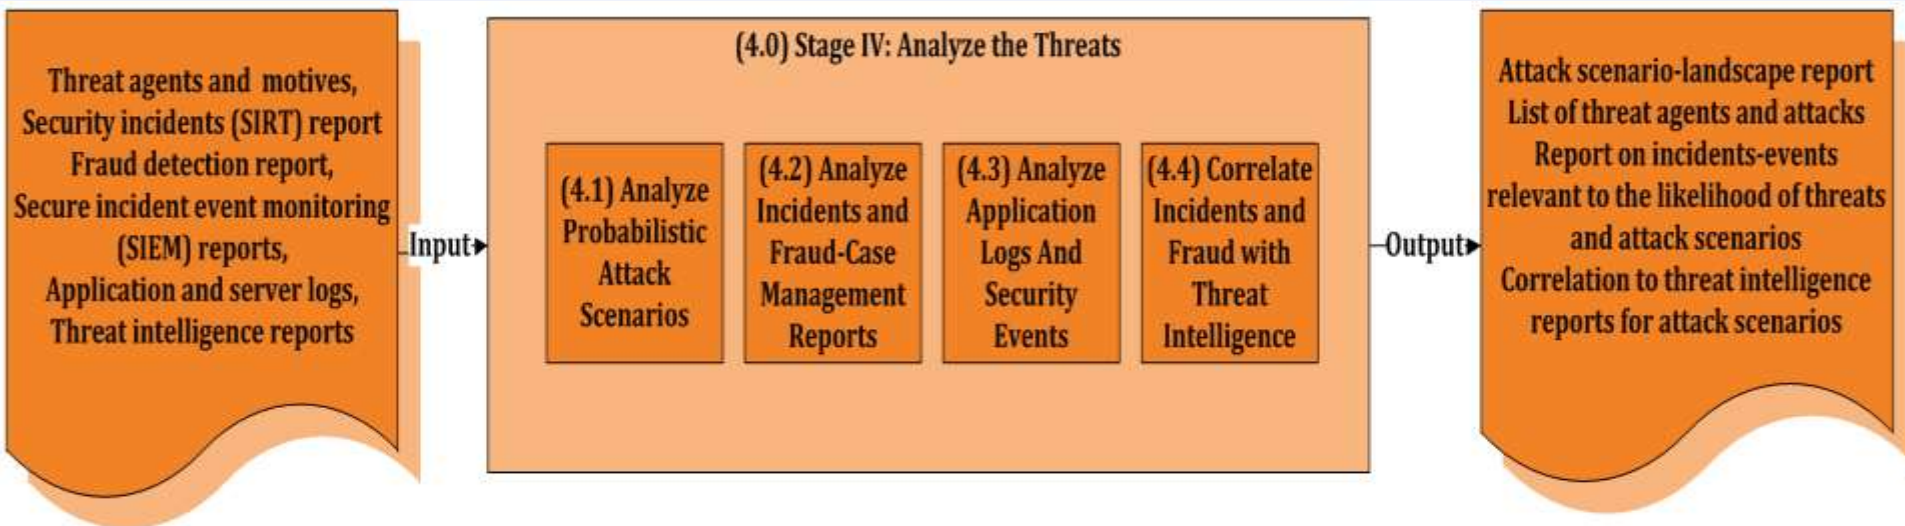 Threat agents and motives,
Security incidents (SIRT) report
Fraud detection report,
Secure incident event monitoring
(SIEM) reports,
Application and server logs,
Threat intelligence reports
Input
(4.0) Stage IV: Analyze the Threats
(4.1) Analyze
Probabilistic
Attack
Scenarios
(4.2) Analyze
Incidents and
Fraud-Case
Management
Reports
(4.3) Analyze
Application
Logs And
Security
Events
(4.4) Correlate
Incidents and
Fraud with
Threat
Intelligence
Output
Attack scenario-landscape report
List of threat agents and attacks
Report on incidents-events
relevant to the likelihood of threats
and attack scenarios
Correlation to threat intelligence
reports for attack scenarios